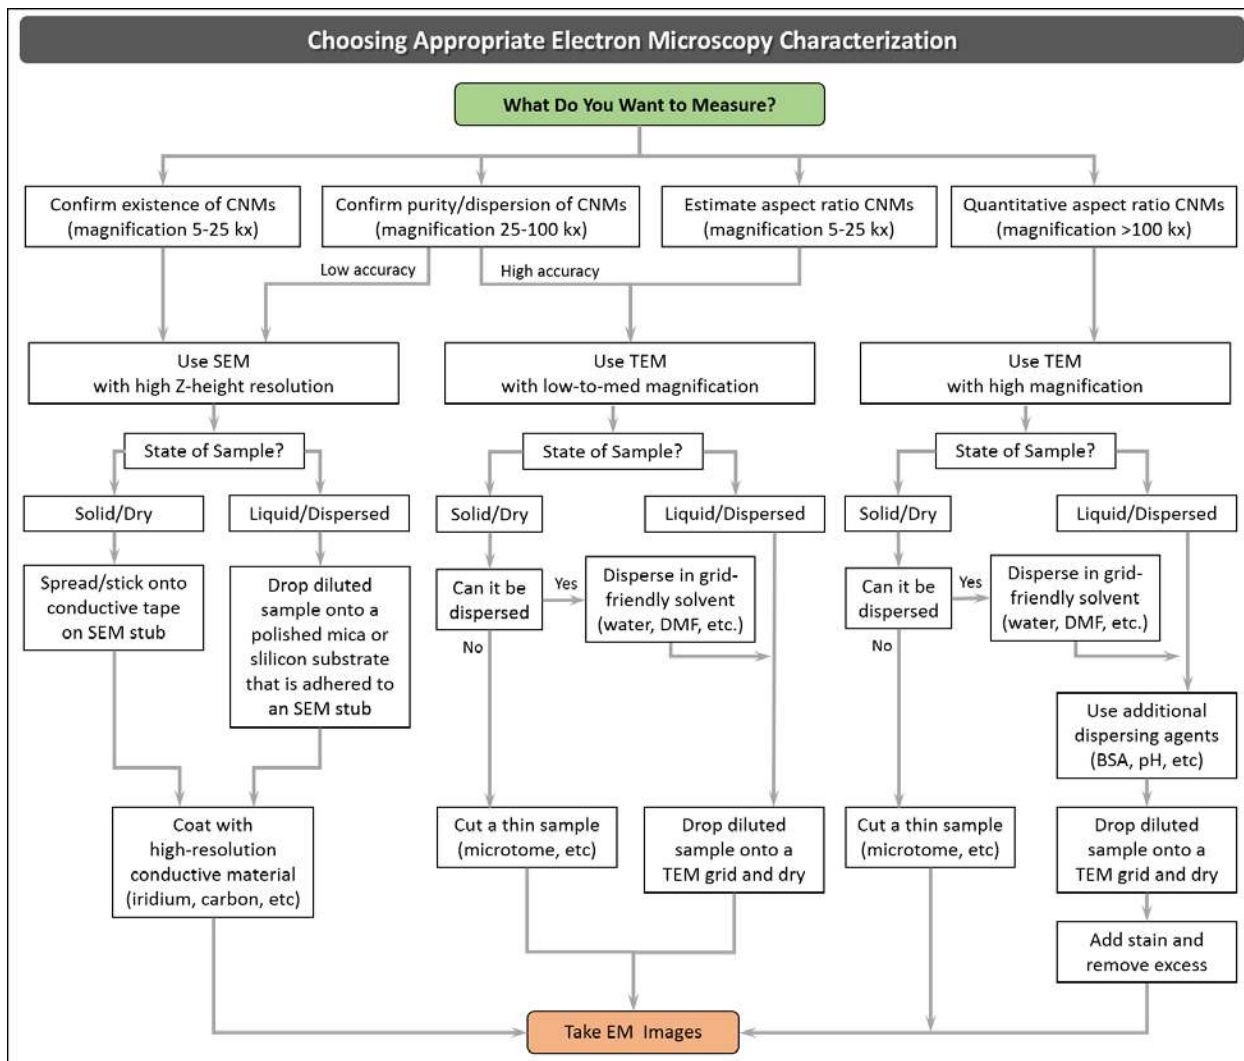 Choosing Appropriate Electron Microscopy Characterization
What Do You Want to Measure?
Confirm existence of CNMs
(magnification 5-25 kx)
Confirm purity/dispersion of CNMs
(magnification 25-100 kx)
Estimate aspect ratio CNMs
(magnification 5-25 kx)
Quantitative aspect ratio CNMs
(magnification >100 kx)
Low accuracy
High accuracy
Use SEM
with high Z-height resolution
Use TEM
with low-to-med magnification
Use TEM
with high magnification
State of Sample?
State of Sample?
State of Sample?
Solid/Dry
Liquid/Dispersed
Solid/Dry
Liquid/Dispersed
Solid/Dry
Liquid/Dispersed
Spread/stick onto
conductive tape
on SEM stub
Drop diluted
sample onto a
polished mica or
slilicon substrate
that is adhered to
an SEM stub
Can it be
dispersed
Yes
No
Disperse in grid-
friendly solvent
(water, DMF, etc.)
Can it be
dispersed
Yes
No
Disperse in grid-
friendly solvent
(water, DMF, etc.)
Use additional
dispersing agents
(BSA, pH, etc)
Coat with
high-resolution
conductive material
(iridium, carbon, etc)
Cut a thin sample
(microtome, etc)
Drop diluted
sample onto a
TEM grid and dry
Cut a thin sample
(microtome, etc)
Drop diluted
sample onto a
TEM grid and dry
Add stain and
remove excess
Take EM Images